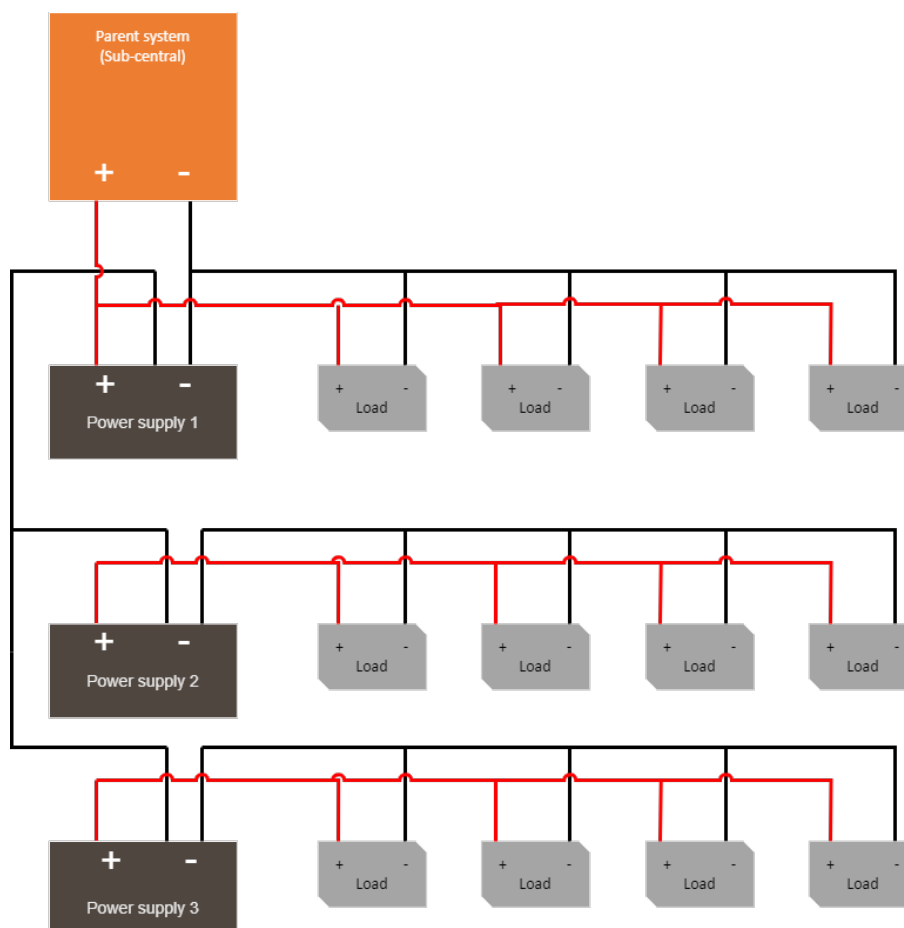 Parent system
(Sub-central)
+ -
+ -
Power supply 1
+ -
Load
+ -
Load
+ -
Load
+ -
Load
+ -
Power supply 2
+ -
Load
+ -
Load
+ -
Load
+ -
Load
+ -
Power supply 3
+ -
Load
+ -
Load
+ -
Load
+ -
Load